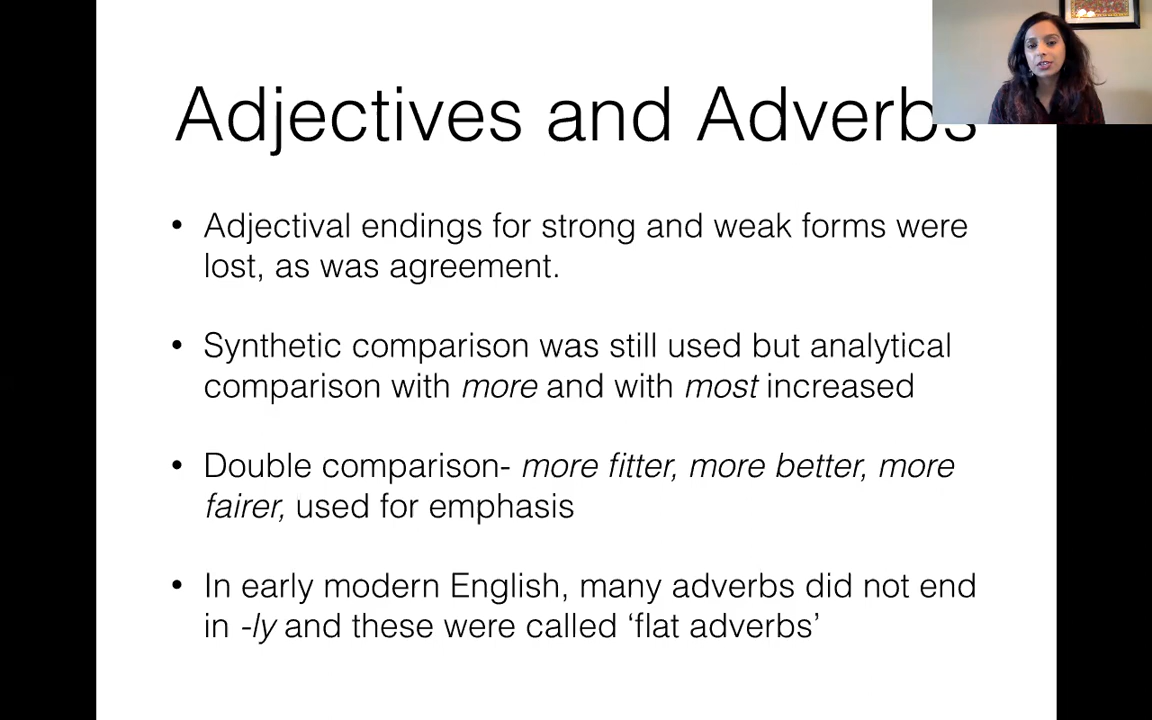 Adjectives and Adverbs
• Adjectival endings for strong and weak forms were
lost, as was agreement.
• Synthetic comparison was still used but analytical
comparison with more and with most increased
• Double comparison- more fitter, more better, more
fairer, used for emphasis
• In early modern English, many adverbs did not end
in -ly and these were called ‘flat adverbs’